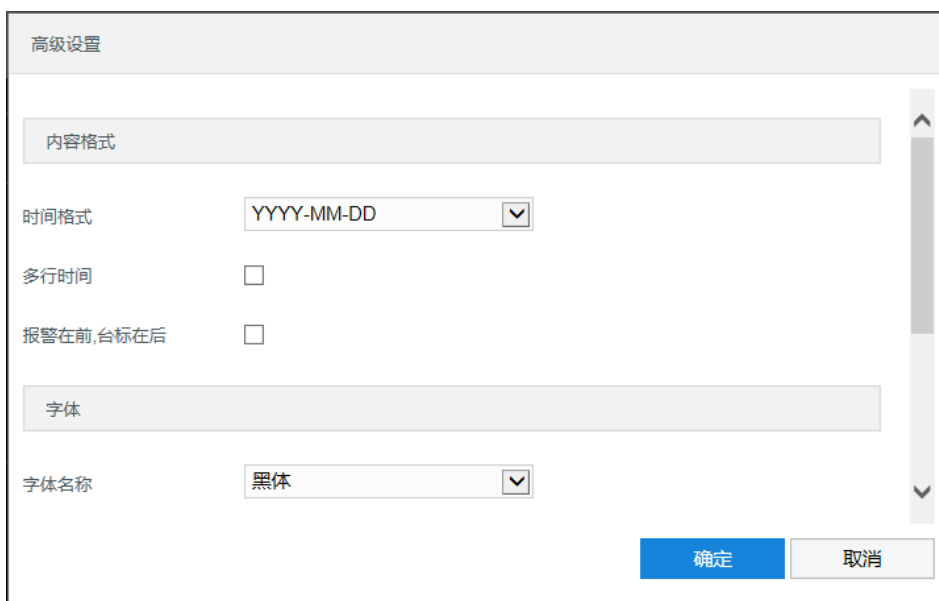 高级设置
内容格式
时间格式 YYYY-MM-DD
多行时间
报警在前,台标在后
字体
字体名称 黑体
确定 取消